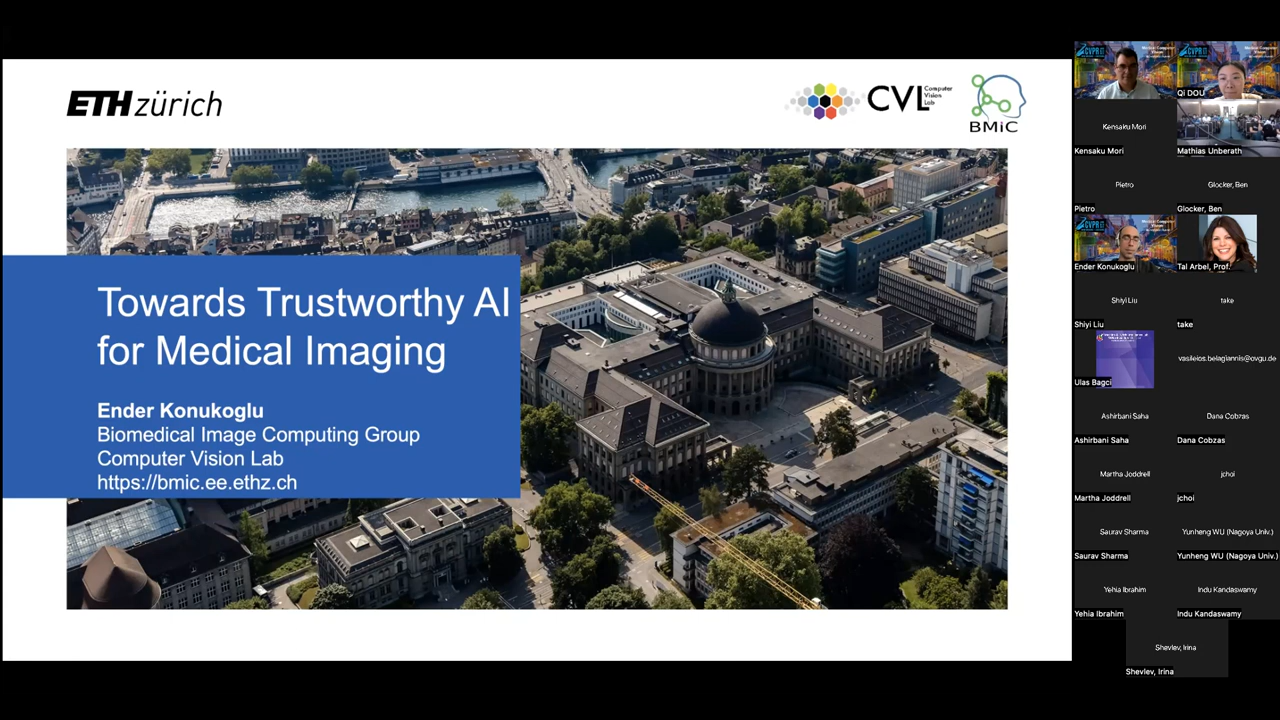 ETH zürich
CVL Computer
Vision
Lab
BMiC
Towards Trustworthy AI
for Medical Imaging
Ender Konukoglu
Biomedical Image Computing Group
Computer Vision Lab
https://bmic.ee.ethz.ch
CVPR
CVPR
Qi DOU
Kensaku Mori
Kensaku Mori
Mathias Unberath
Pietro
Glocker, Ben
Pietro
Glocker, Ben
CVPR
Ender Konukoglu
Tal Arbel, Prof.
Shiyi Liu
take
Shiyi Liu
take
vasileios.belagiannis@ovgu.de
Ulas Bagci
Ashirbani Saha
Dana Cobzas
Ashirbani Saha
Dana Cobzas
Martha Joddrell
jchoi
Martha Joddrell
jchoi
Saurav Sharma
Yunheng WU (Nagoya Univ.)
Saurav Sharma
Yunheng WU (Nagoya Univ.)
Yehia Ibrahim
Indu Kandaswamy
Yehia Ibrahim
Indu Kandaswamy
Shevlev, Irina
Shevlev, Irina